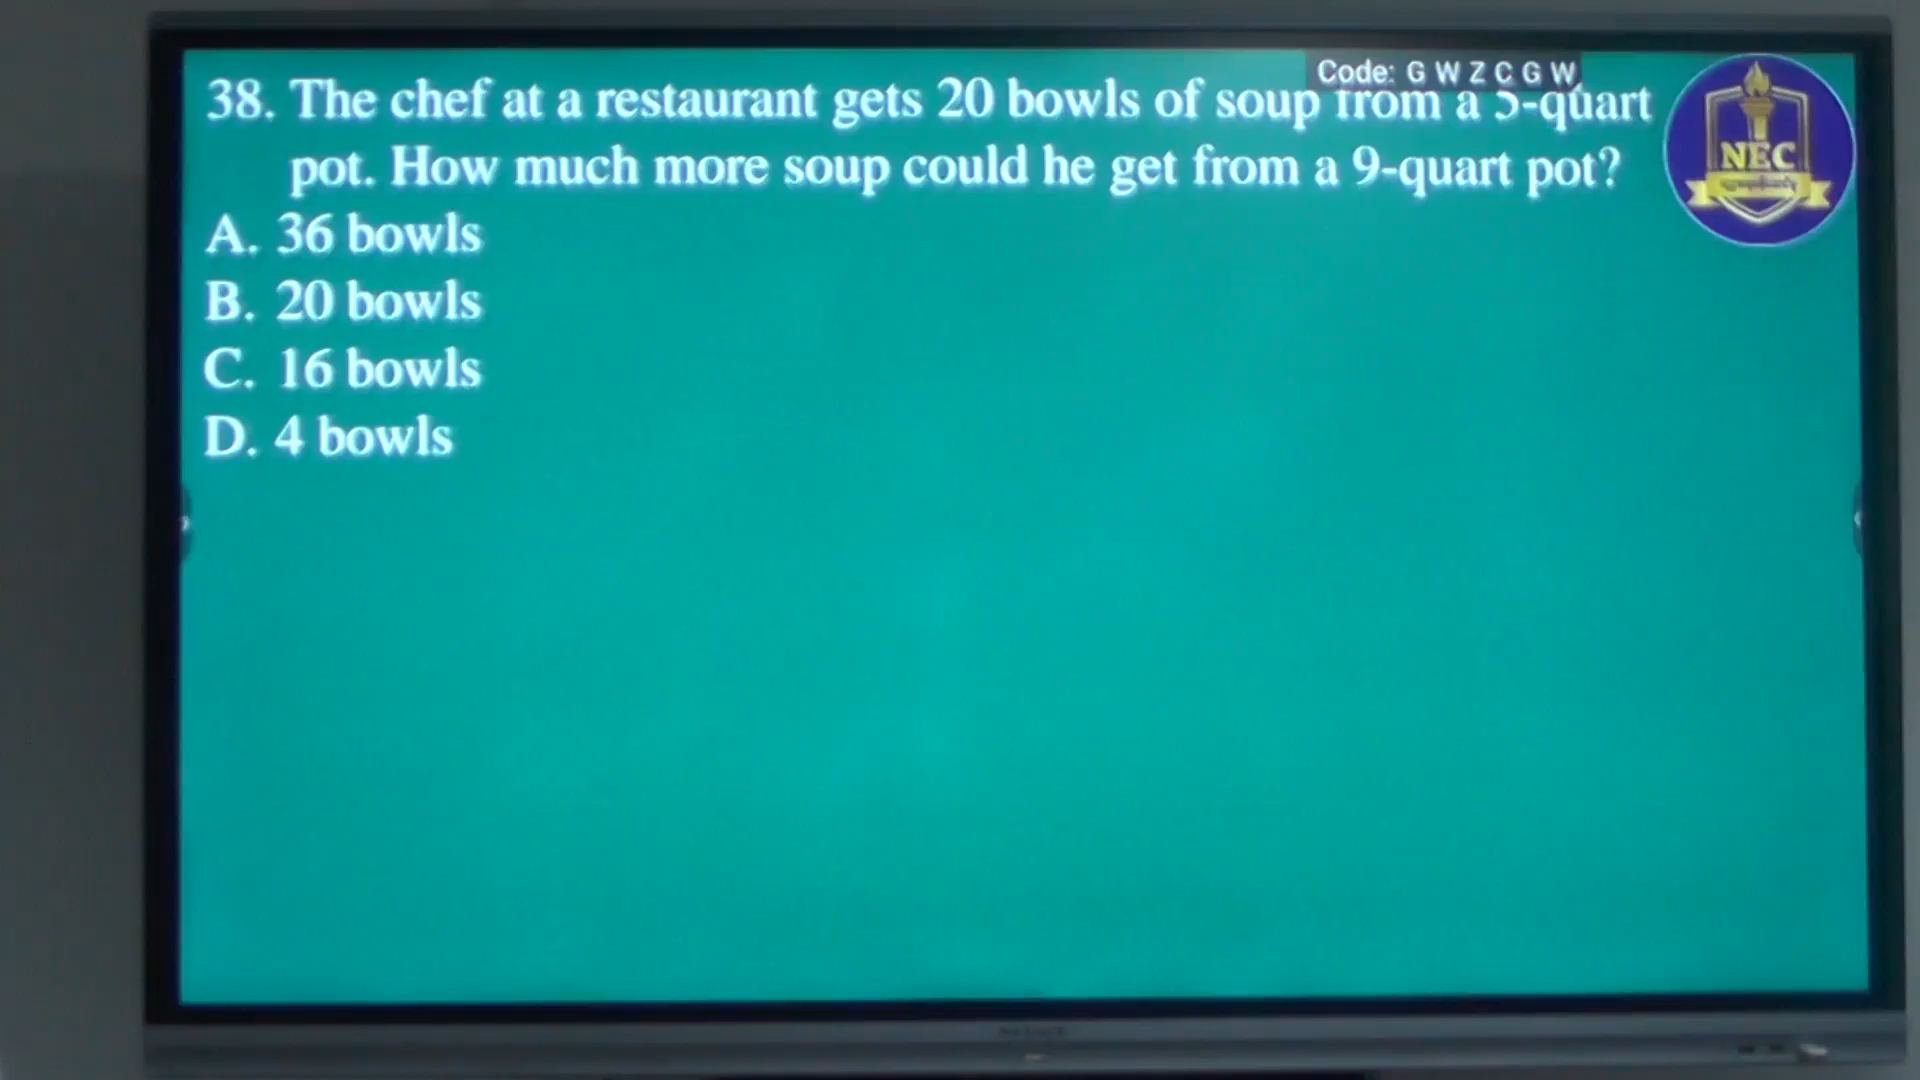 Code: G W Z C G W
38. The chef at a restaurant gets 20 bowls of soup from a 5-quart
pot. How much more soup could he get from a 9-quart pot?
NEC
A. 36 bowls
B. 20 bowls
C. 16 bowls
D. 4 bowls